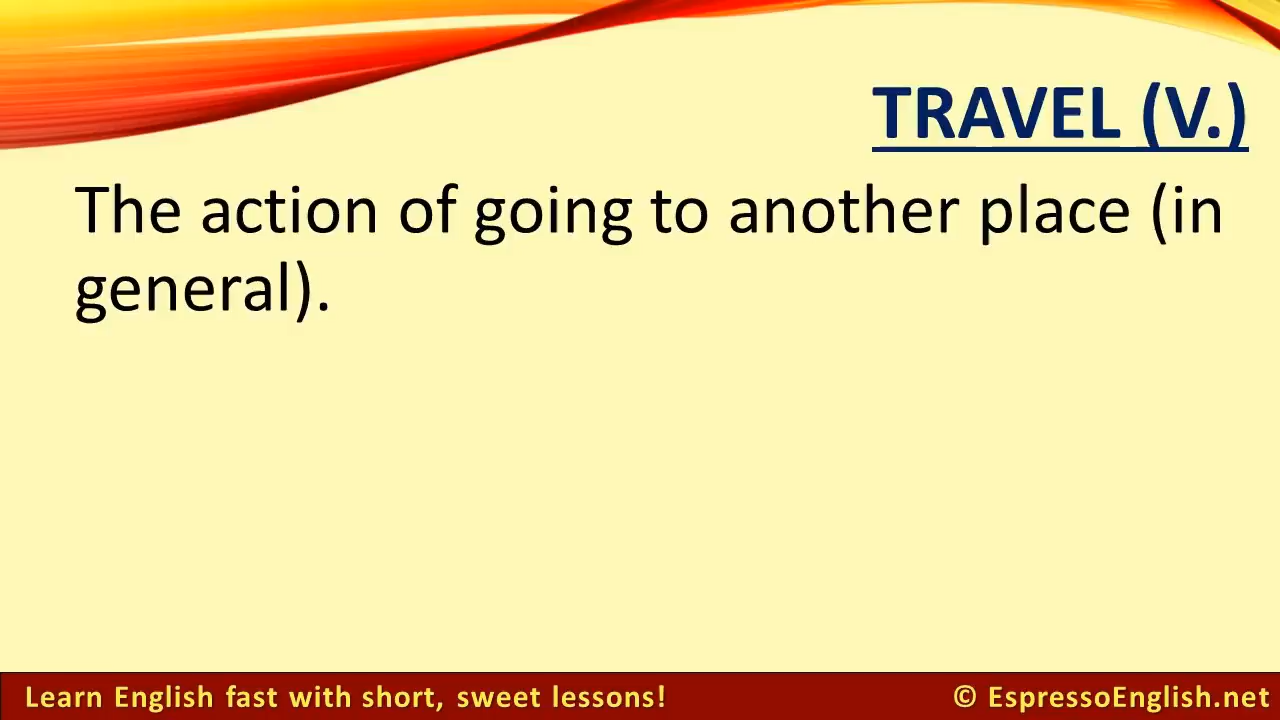 TRAVEL (V.)
The action of going to another place (in
general).
Learn English fast with short, sweet lessons!
© EspressoEnglish.net